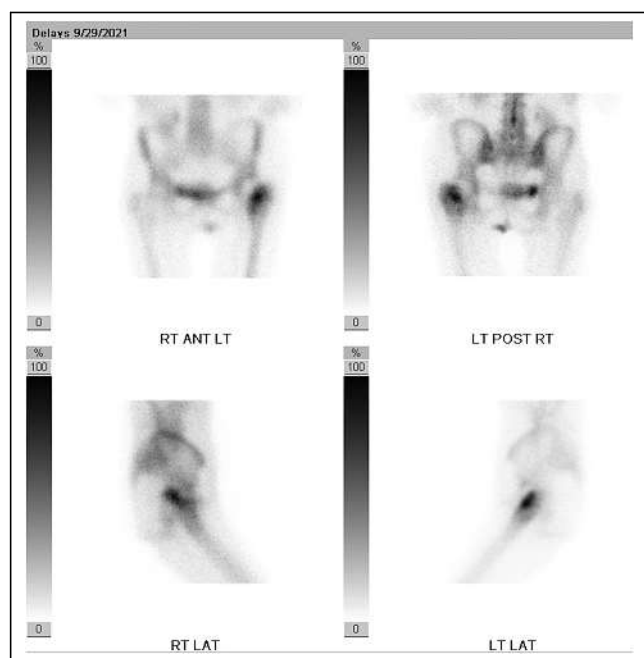 Delays 9/29/2021
%
100
%
100
0
0
RT ANT LT
LT POST RT
%
100
%
100
0
0
RT LAT
LT LAT